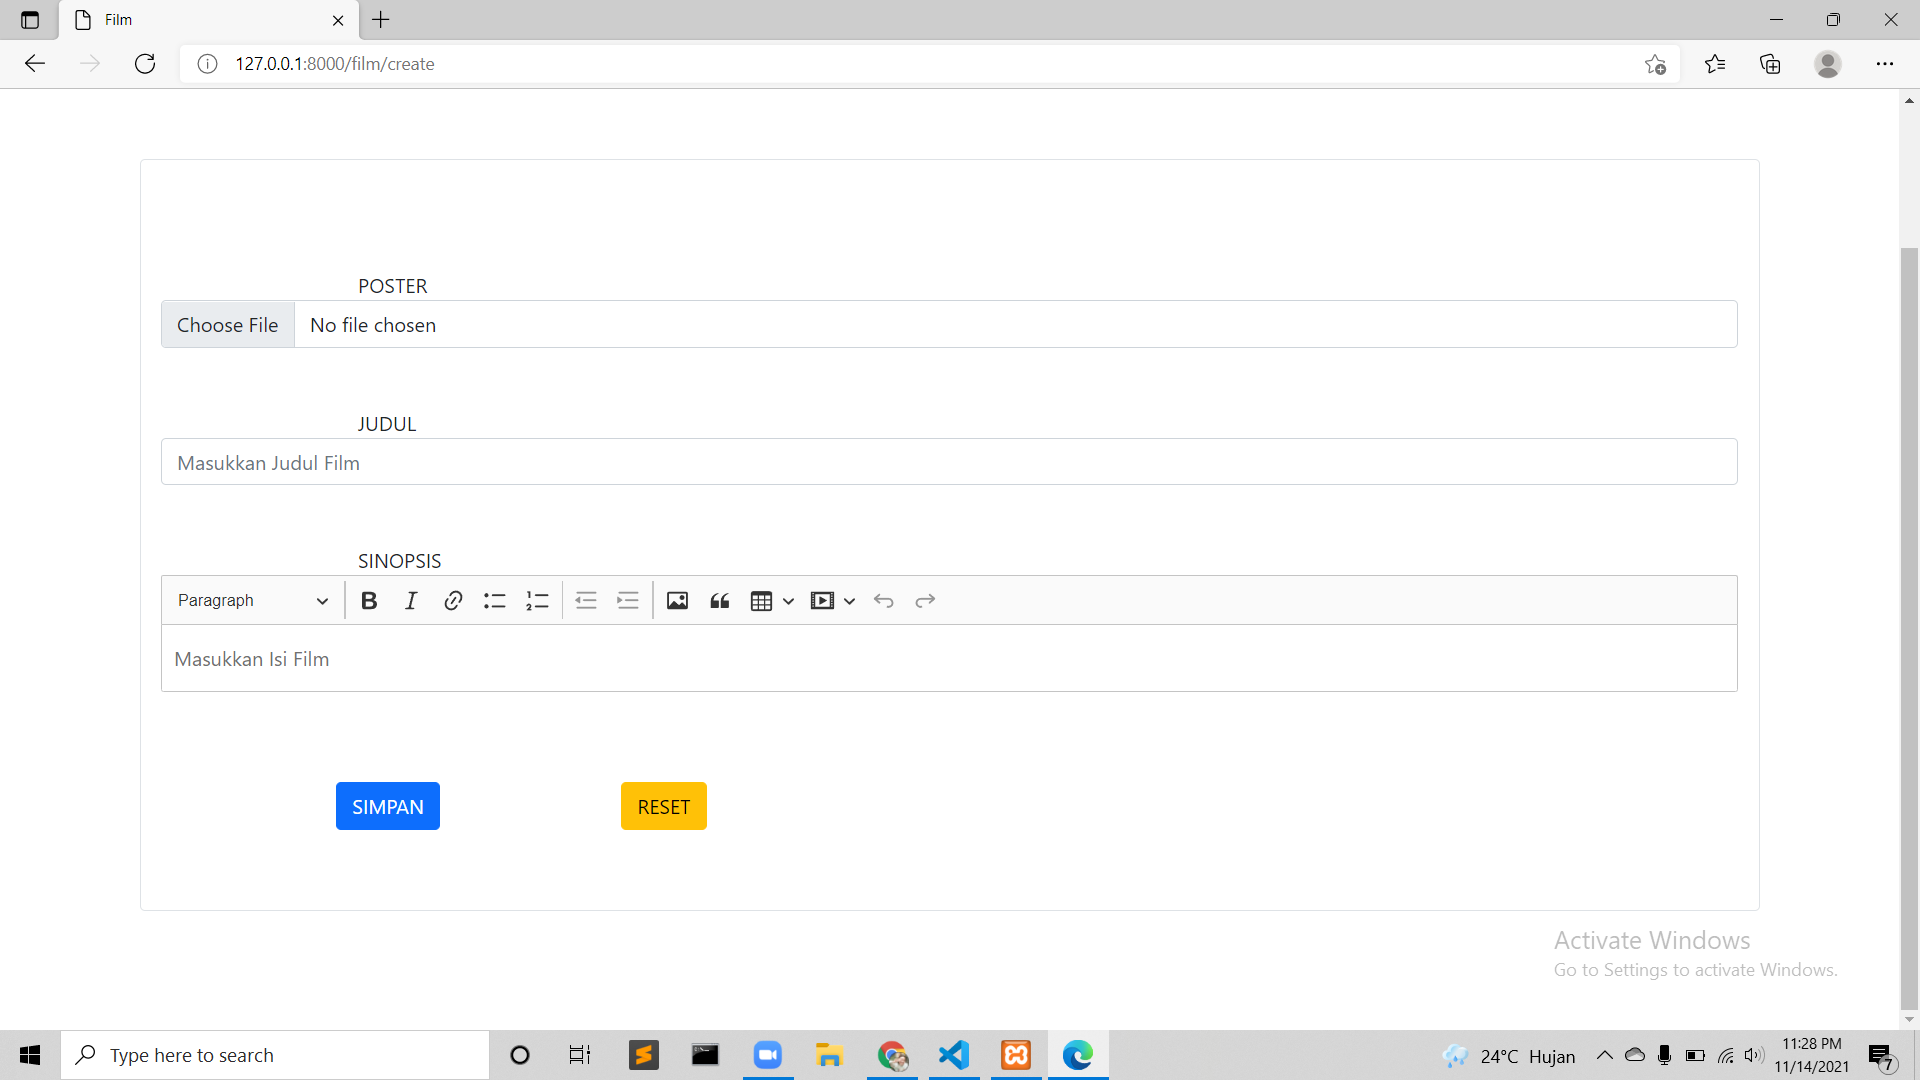 Film
127.0.0.1:8000/film/create
POSTER
Choose File No file chosen
JUDUL
Masukkan Judul Film
SINOPSIS
Paragraph
Masukkan Isi Film
SIMPAN RESET
Activate Windows
Go to Settings to activate Windows.
Type here to search
24°C Hujan
11:28 PM
11/14/2021
7